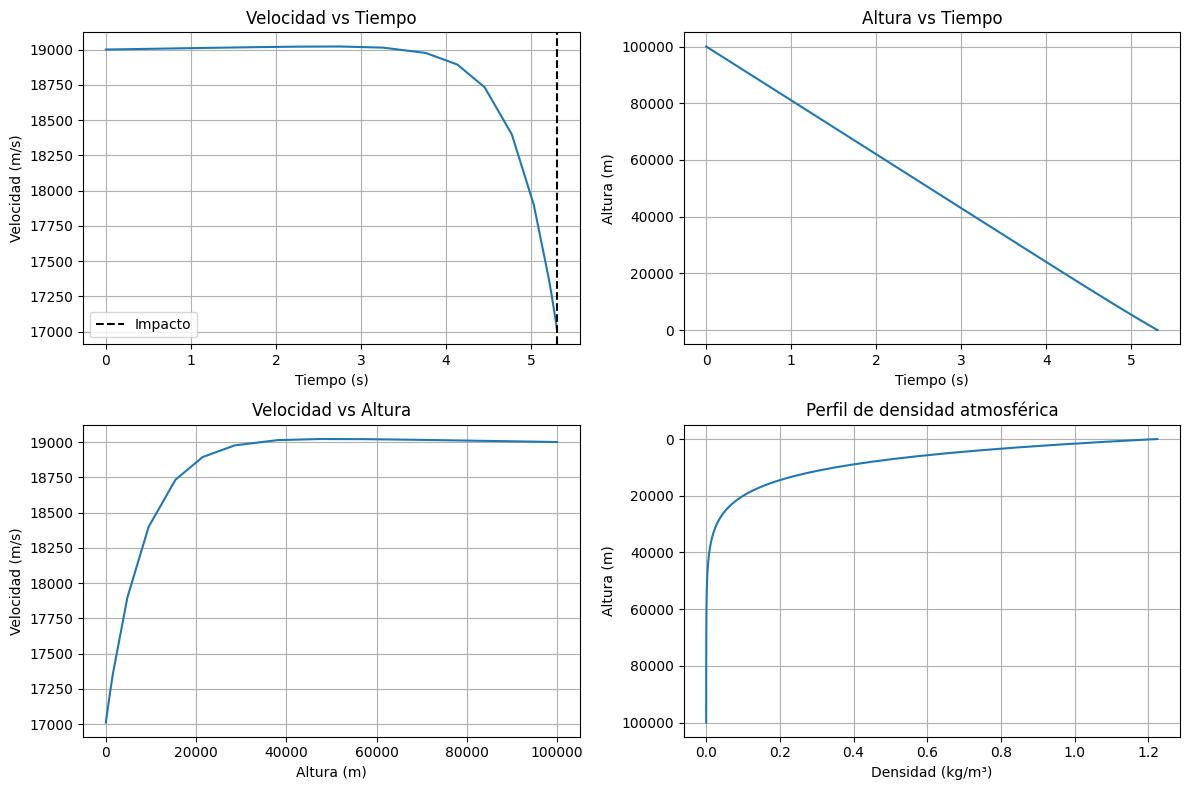 Velocidad vs Tiempo
Velocidad (m/s)
19000
18750
18500
18250
18000
17750
17500
17250
17000
Impacto
0 1 2 3 4 5
Tiempo (s)
Altura vs Tiempo
Altura (m)
100000
80000
60000
40000
20000
0
0 1 2 3 4 5
Tiempo (s)
Velocidad vs Altura
Velocidad (m/s)
19000
18750
18500
18250
18000
17750
17500
17250
17000
0 20000 40000 60000 80000 100000
Altura (m)
Perfil de densidad atmosférica
Altura (m)
0
20000
40000
60000
80000
100000
0.0 0.2 0.4 0.6 0.8 1.0 1.2
Densidad (kg/m³)